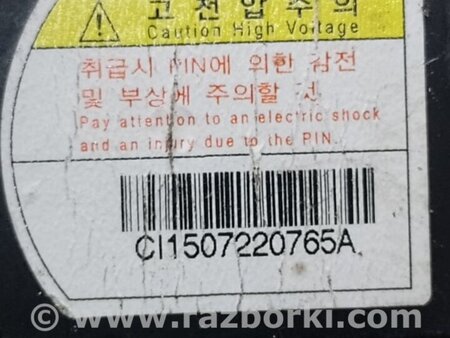 고전압주의
Caution High Voltage
취급시 PIN에 의한 감전
및 부상에 주의할 것
Pay attention to an electric shock
and an injury due to the PIN.
CI1507220765A
© www.razborki.com